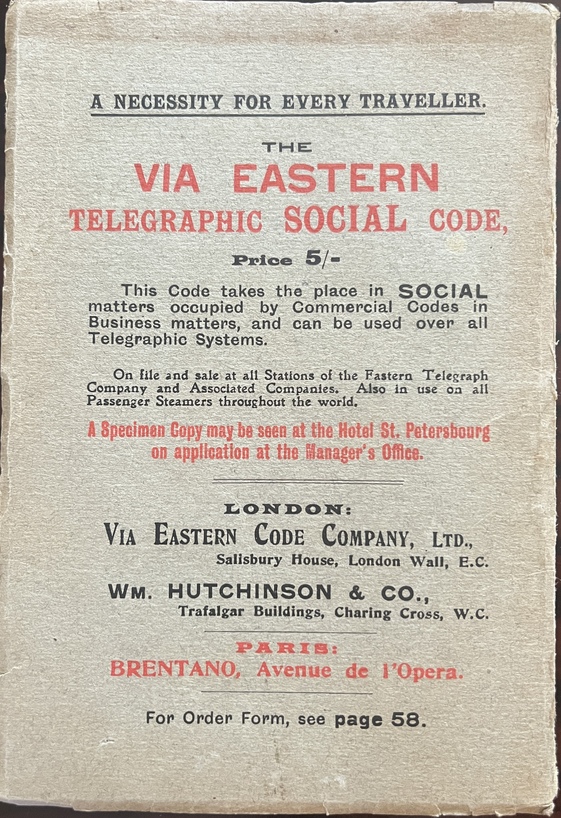 A NECESSITY FOR EVERY TRAVELLER.
THE
VIA EASTERN
TELEGRAPHIC SOCIAL CODE,
Price 5/-
This Code takes the place in SOCIAL
matters occupied by Commercial Codes in
Business matters, and can be used over all
Telegraphic Systems.
On file and sale at all Stations of the Eastern Telegraph
Company and Associated Companies. Also in use on all
Passenger Steamers throughout the world.
A Specimen Copy may be seen at the Hotel St. Petersbourg
on application at the Manager's Office.
LONDON:
VIA EASTERN CODE COMPANY, LTD.,
Salisbury House, London Wall, E.C.
WM. HUTCHINSON & CO.,
Trafalgar Buildings, Charing Cross, W.C.
PARIS:
BRENTANO, Avenue de l'Opera.
For Order Form, see page 58.